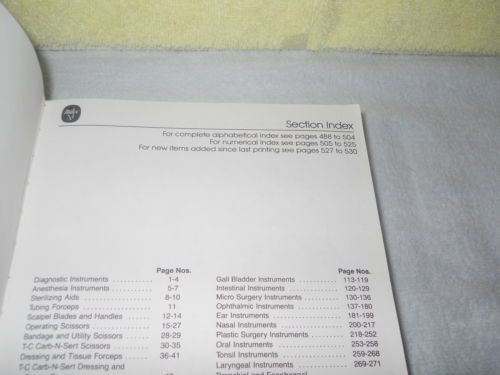 Miltex
Section Index
For complete alphabetical index see pages 488 to 504
For numerical index see pages 505 to 525
For new items added since last printing see pages 527 to 530
Page Nos.
Diagnostic Instruments .......... 1-4
Anesthesia Instruments .......... 5-7
Sterilizing Aids .......... 8-10
Tubing Forceps .......... 11
Scalpel Blades and Handles ....... 12-14
Operating Scissors .......... 15-27
Bandage and Utility Scissors ...... 28-29
T-C Carb-N-Sert Scissors ........ 30-35
Dressing and Tissue Forceps ..... 36-41
T-C Carb-N-Sert Dressing and
Page Nos.
Gall Bladder Instruments .......... 113-119
Intestinal Instruments .......... 120-129
Micro Surgery Instruments ........ 130-136
Ophthalmic Instruments .......... 137-180
Ear Instruments .......... 181-199
Nasal Instruments .......... 200-217
Plastic Surgery Instruments ....... 218-252
Oral Instruments .......... 253-258
Tonsil Instruments .......... 259-268
Laryngeal Instruments .......... 269-271
Bronchial and Esophageal